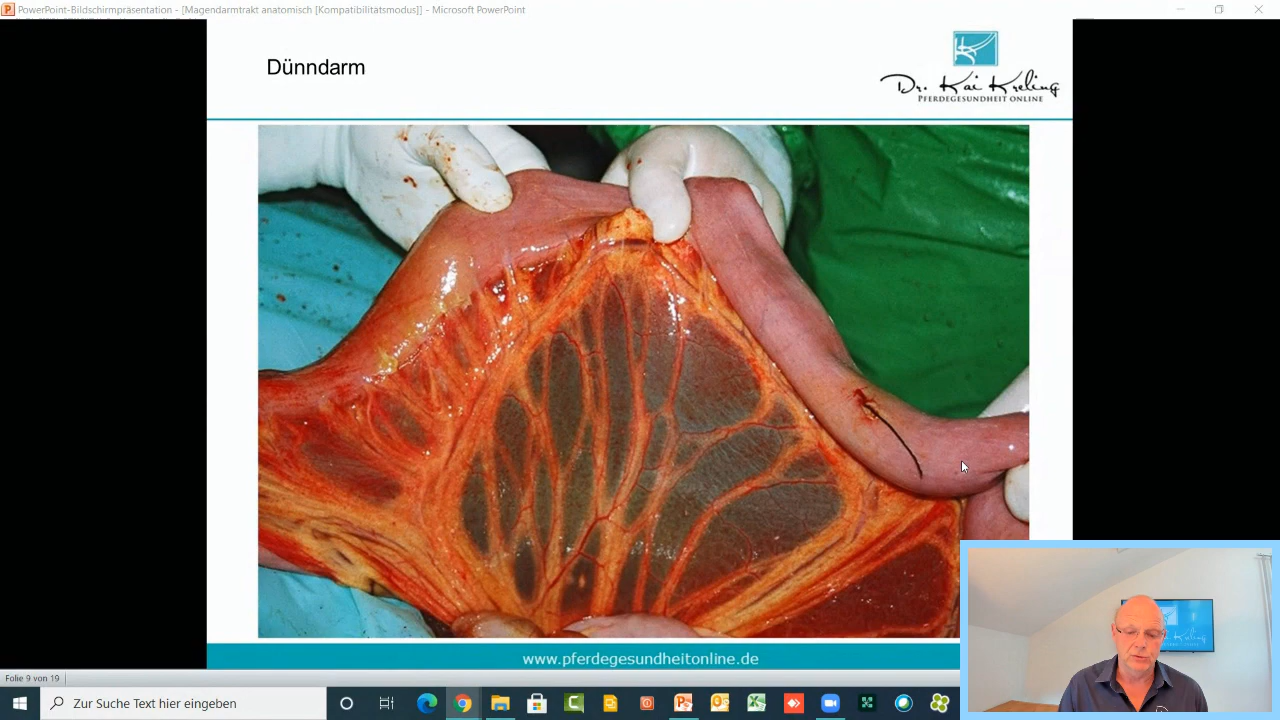 PowerPoint-Bildschirmpräsentation - [Magendarmtrakt anatomisch [Kompatibilitätsmodus]] - Microsoft PowerPoint
Dünndarm
Dr. Kai Kreling
PFERDEGESUNDHEIT ONLINE
www.pferdegesundheitonline.de
Folie 9 von 19
Zur Suche Text hier eingeben